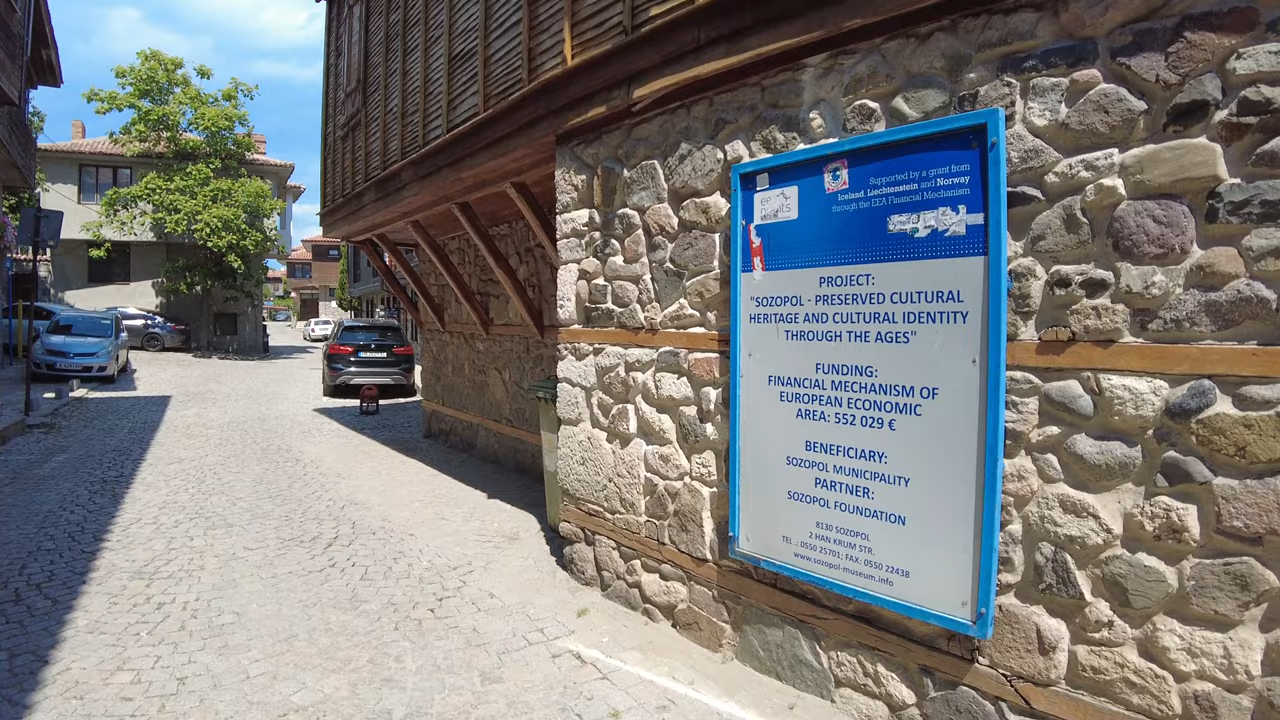 Supported by a grant from
Iceland, Liechtenstein and Norway
through the EEA Financial Mechanism
PROJECT:
"SOZOPOL - PRESERVED CULTURAL
HERITAGE AND CULTURAL IDENTITY
THROUGH THE AGES"
FUNDING:
FINANCIAL MECHANISM OF
EUROPEAN ECONOMIC
AREA: 552 029 €
BENEFICIARY:
SOZOPOL MUNICIPALITY
PARTNER:
SOZOPOL FOUNDATION
8130 SOZOPOL
2 HAN KRUM STR.
TEL .: 0550 25701; FAX: 0550 22438
www.sozopol-museum.info